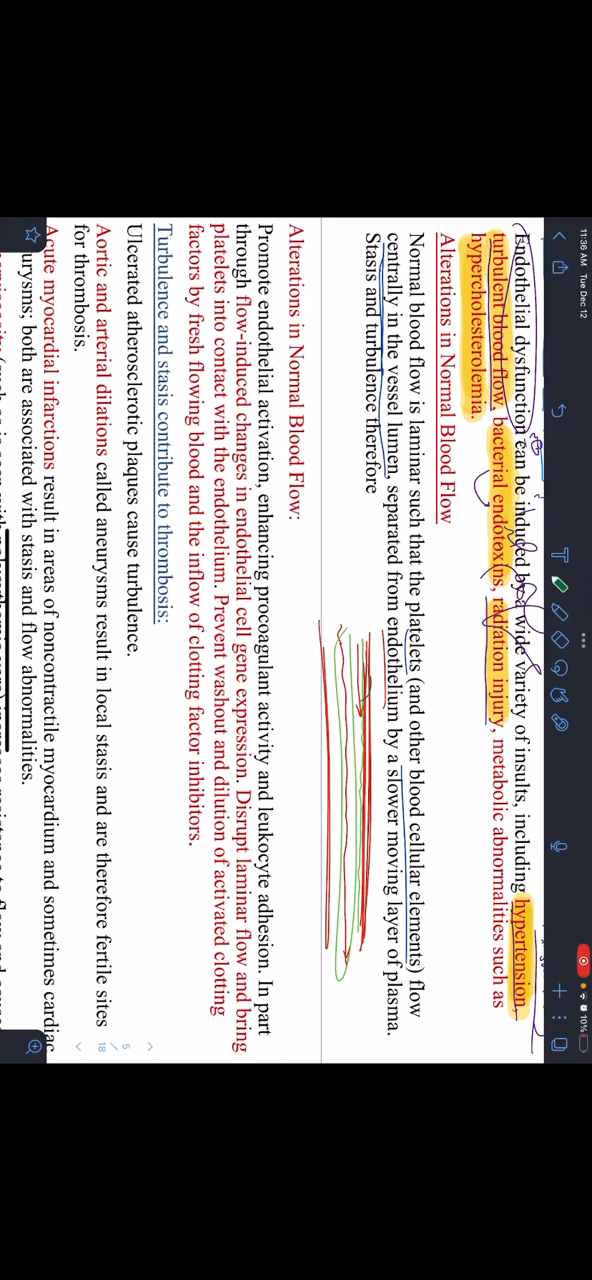 11:36 AM Tue Dec 12
10%
Endothelial dysfunction can be induced by a wide variety of insults, including hypertension,
turbulent blood flow, bacterial endotoxins, radiation injury, metabolic abnormalities such as
hypercholesterolemia.
Alterations in Normal Blood Flow
Normal blood flow is laminar such that the platelets (and other blood cellular elements) flow
centrally in the vessel lumen, separated from endothelium by a slower moving layer of plasma.
Stasis and turbulence therefore
Alterations in Normal Blood Flow:
Promote endothelial activation, enhancing procoagulant activity and leukocyte adhesion. In part
through flow-induced changes in endothelial cell gene expression. Disrupt laminar flow and bring
platelets into contact with the endothelium. Prevent washout and dilution of activated clotting
factors by fresh flowing blood and the inflow of clotting factor inhibitors.
Turbulence and stasis contribute to thrombosis:
Ulcerated atherosclerotic plaques cause turbulence.
Aortic and arterial dilations called aneurysms result in local stasis and are therefore fertile sites
for thrombosis.
Acute myocardial infarctions result in areas of noncontractile myocardium and sometimes cardiac
urysms; both are associated with stasis and flow abnormalities.
5 / 18